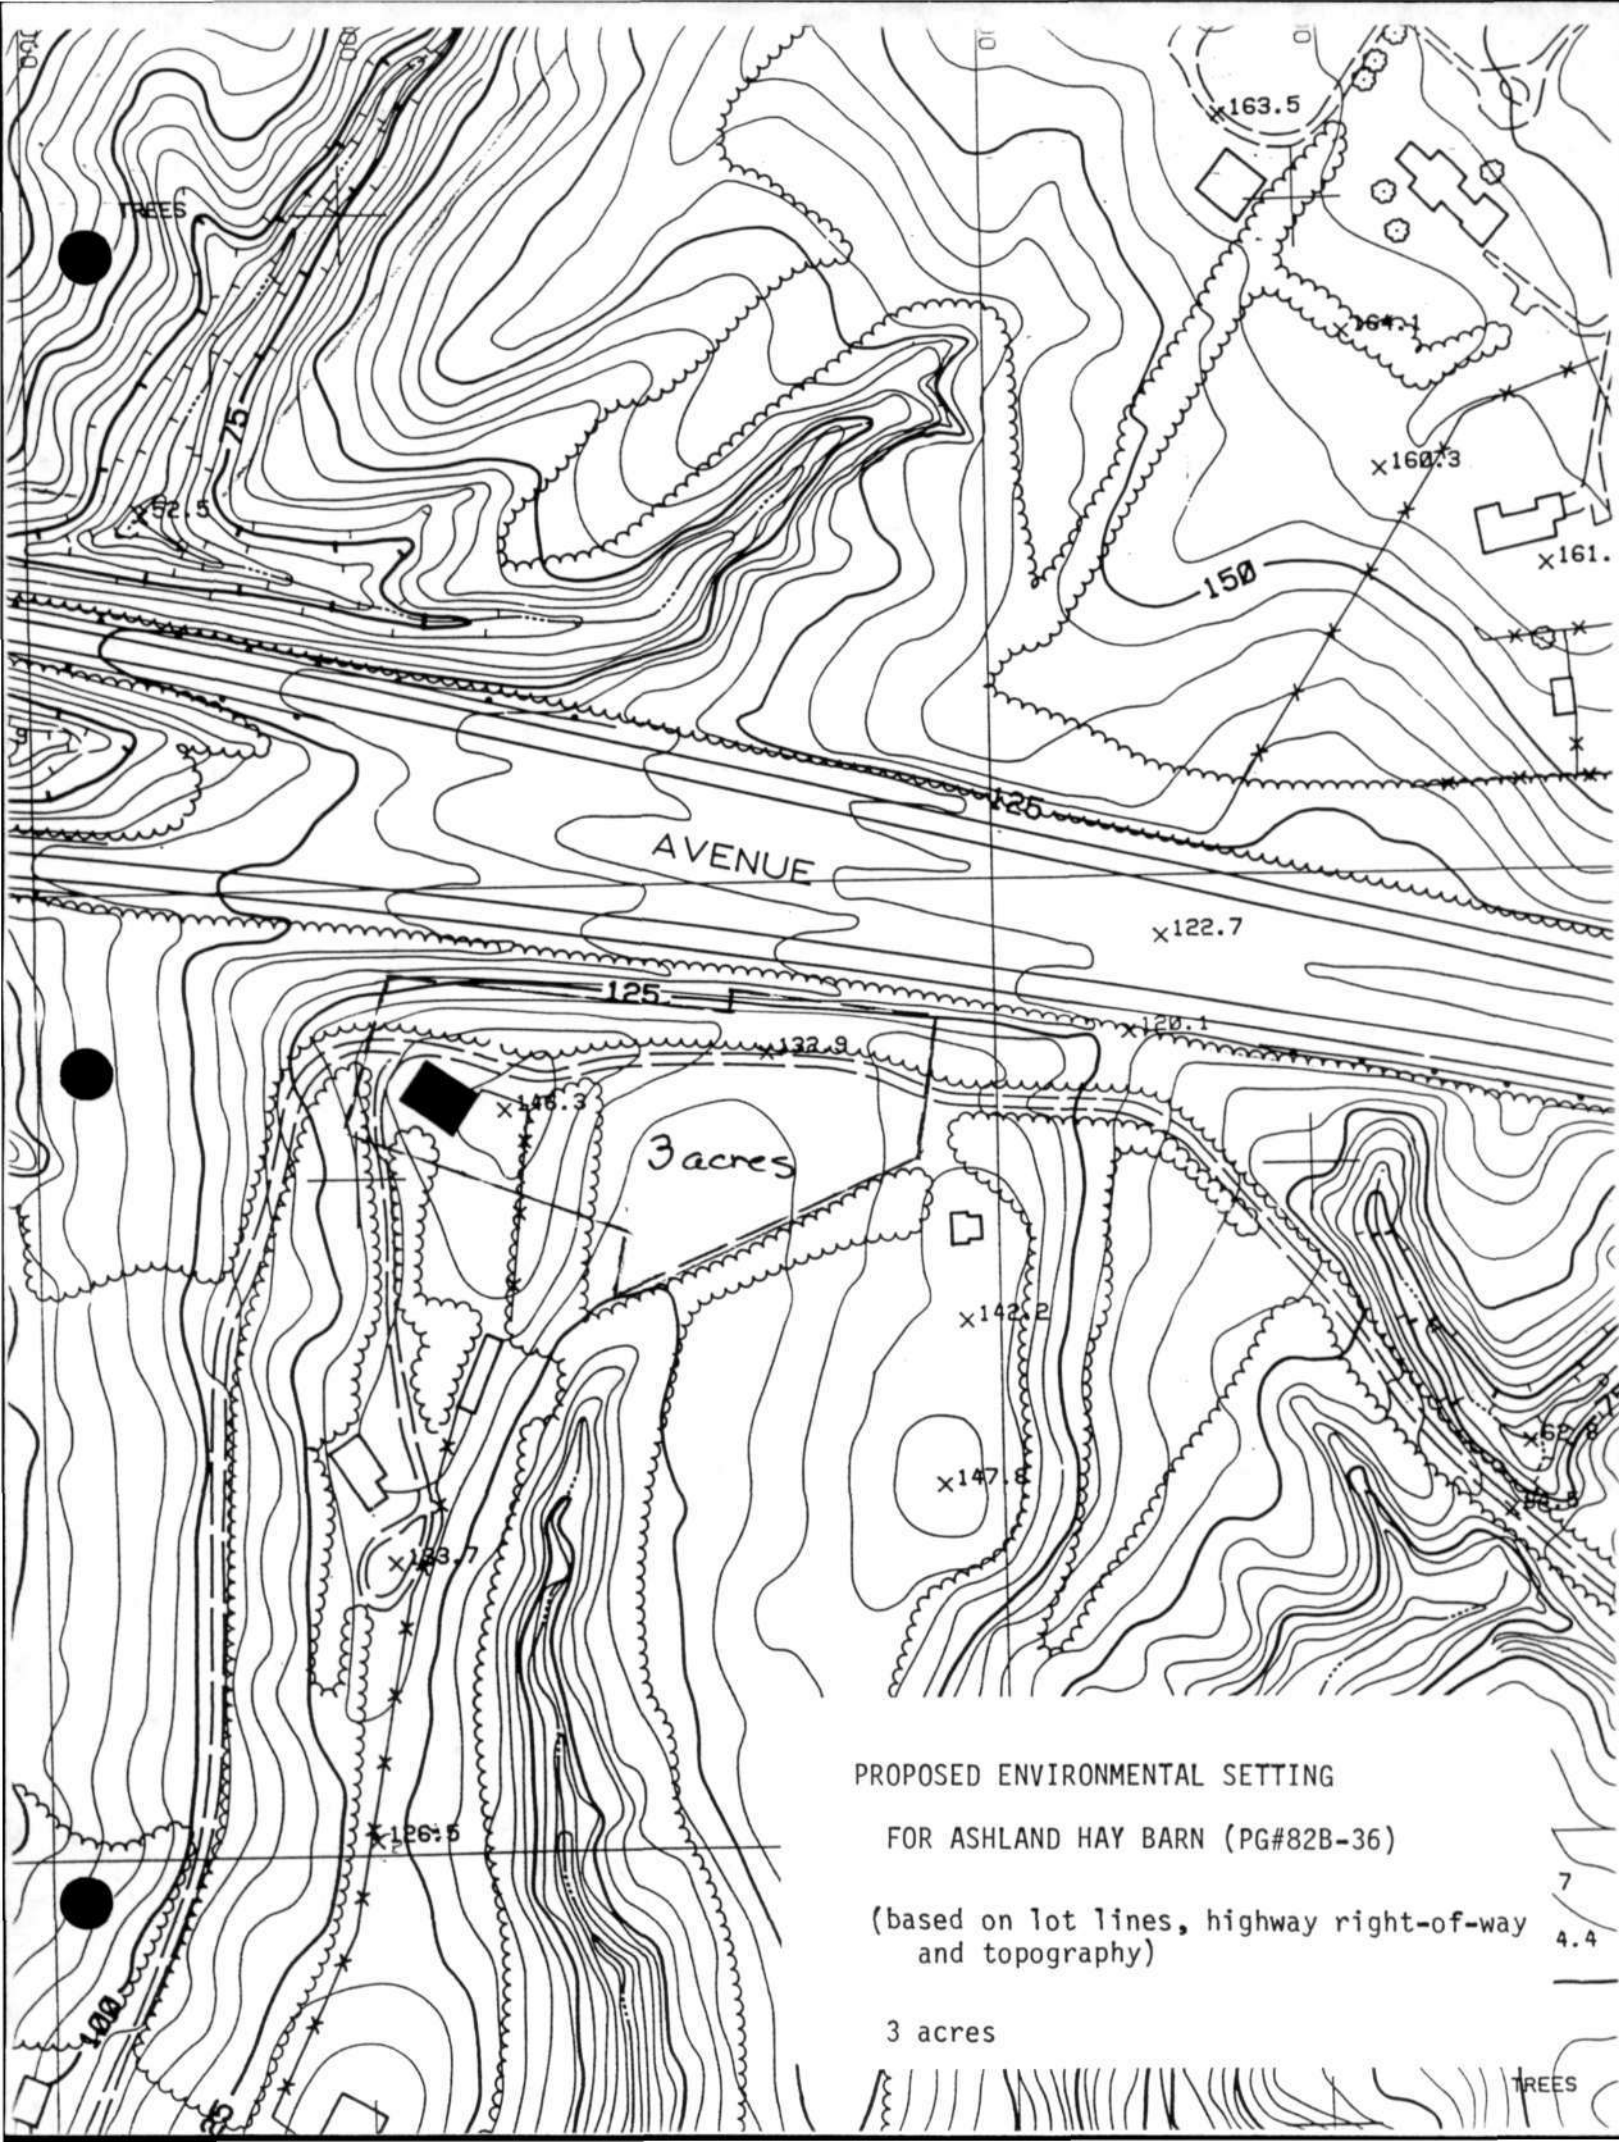 163.5
TREES
164.1
75
160.3
52.5
161.
150
125
AVENUE
122.7
125
120.1
132.9
146.3
3 acres
142.2
62.8
147.8
133.7
PROPOSED ENVIRONMENTAL SETTING
126.5
FOR ASHLAND HAY BARN (PG#82B-36)
7
(based on lot lines, highway right-of-way
and topography)
4.4
100
3 acres
TREES